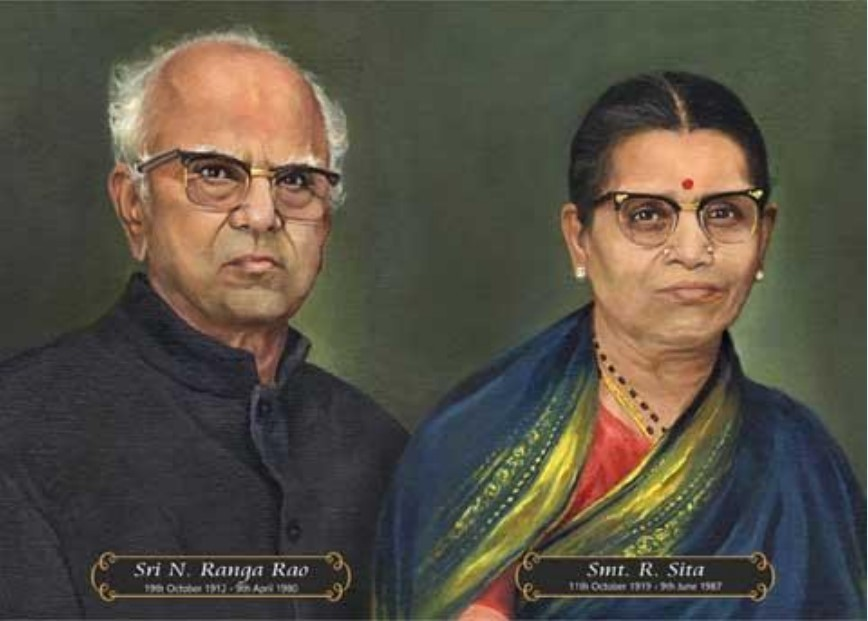 Sri N. Ranga Rao
19th October 1912 - 9th April 1980
Smt. R. Sita
11th October 1919 - 9th June 1987